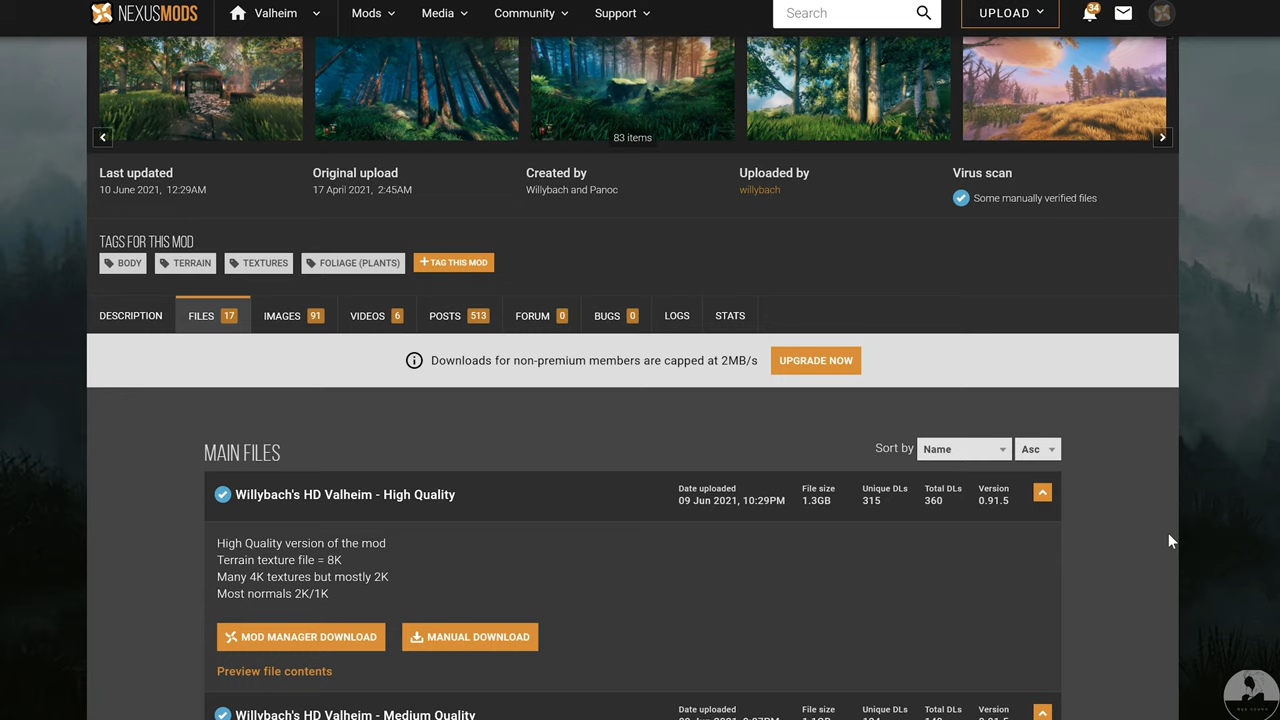 NEXUSMODS
Valheim
Mods
Media
Community
Support
Search
UPLOAD
34
83 items
Last updated
10 June 2021, 12:29AM
Original upload
17 April 2021, 2:45AM
Created by
Willybach and Panoc
Uploaded by
willybach
Virus scan
Some manually verified files
TAGS FOR THIS MOD
BODY
TERRAIN
TEXTURES
FOLIAGE (PLANTS)
+ TAG THIS MOD
DESCRIPTION
FILES 17
IMAGES 91
VIDEOS 6
POSTS 513
FORUM 0
BUGS 0
LOGS
STATS
Downloads for non-premium members are capped at 2MB/s
UPGRADE NOW
MAIN FILES
Sort by
Name
Asc
Willybach's HD Valheim - High Quality
Date uploaded
09 Jun 2021, 10:29PM
File size
1.3GB
Unique DLs
315
Total DLs
360
Version
0.91.5
High Quality version of the mod
Terrain texture file = 8K
Many 4K textures but mostly 2K
Most normals 2K/1K
MOD MANAGER DOWNLOAD
MANUAL DOWNLOAD
Preview file contents
Willybach's HD Valheim - Medium Quality
Date uploaded
File size
Unique DLs
Total DLs
Version